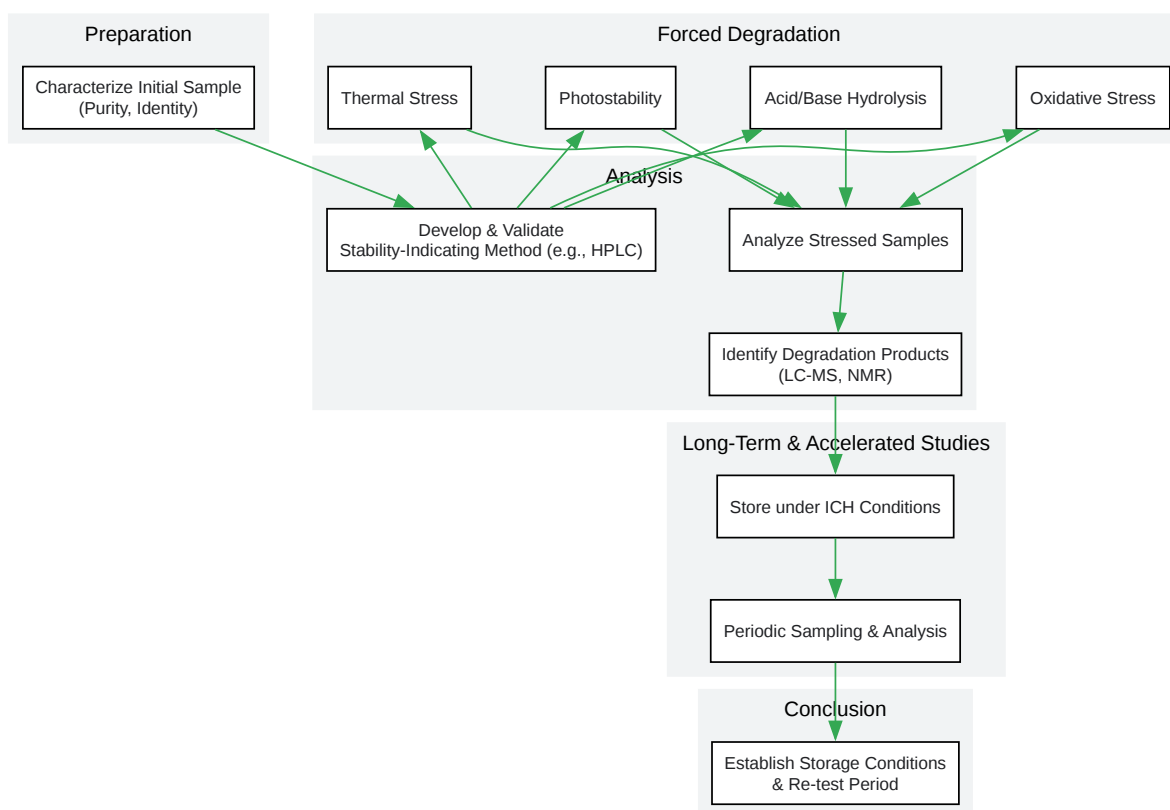 Preparation
Forced Degradation
Characterize Initial Sample
(Purity, Identity)
Thermal Stress
Photostability
Acid/Base Hydrolysis
Oxidative Stress
Analysis
Develop & Validate
Stability-Indicating Method (e.g., HPLC)
Analyze Stressed Samples
Identify Degradation Products
(LC-MS, NMR)
Long-Term & Accelerated Studies
Store under ICH Conditions
Periodic Sampling & Analysis
Conclusion
Establish Storage Conditions
& Re-test Period